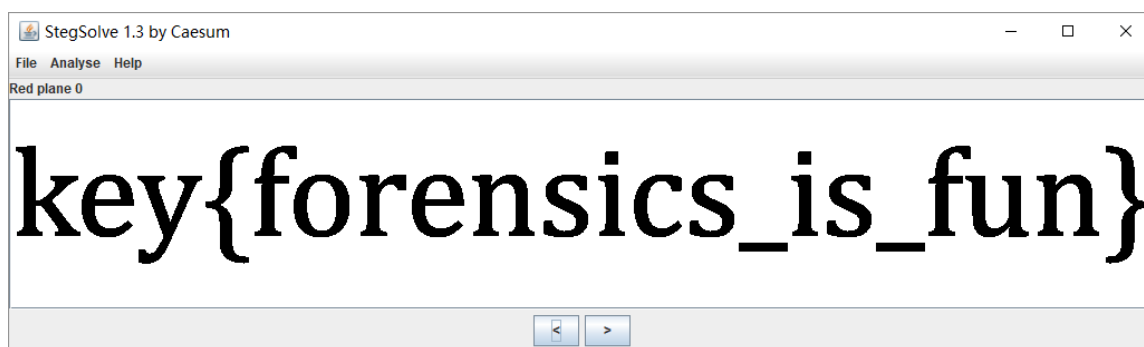 StegSolve 1.3 by Caesum
File Analyse Help
Red plane 0
key{forensics_is_fun}
< >